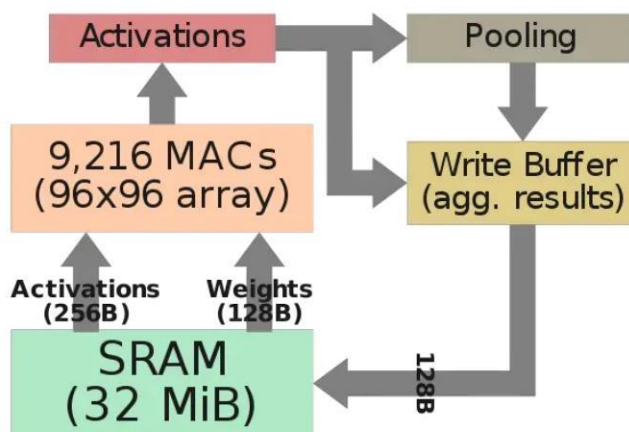 Activations
Pooling
9,216 MACs
(96x96 array)
Write Buffer
(agg. results)
Activations
(256B)
Weights
(128B)
128B
SRAM
(32 MiB)